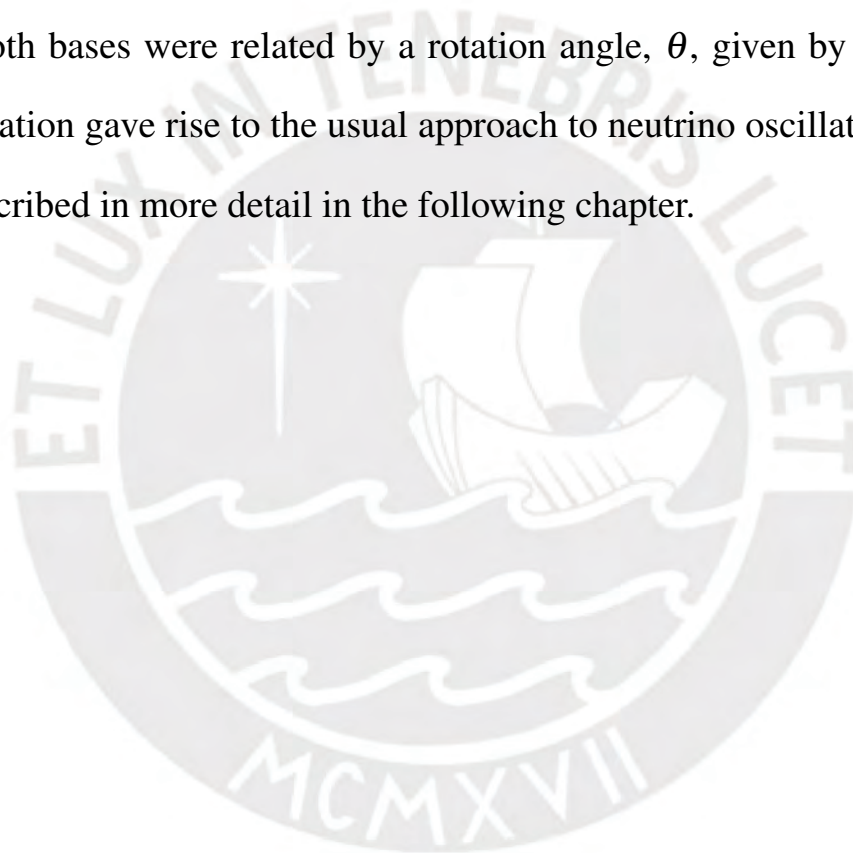 oth bases were related by a rotation angle, θ, given by
ation gave rise to the usual approach to neutrino oscillat
cribed in more detail in the following chapter.
ET LUX IN TENEBRIS LUCET
MCMXVII